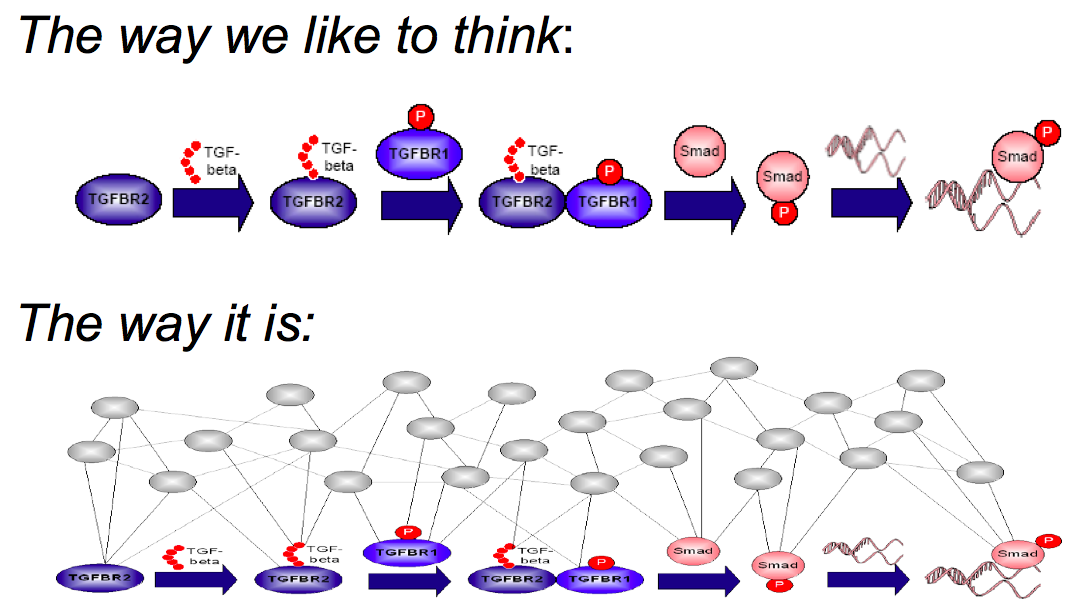 The way we like to think:
P
TGF-
beta
TGFBR2
TGF-
beta
TGFBR2
TGFBR1
TGF-
beta
TGFBR2
P
TGFBR1
Smad
Smad
P
P
Smad
The way it is:
TGFBR2
TGF-
beta
TGF-
beta
TGFBR2
P
TGFBR1
TGF-
beta
TGFBR2
P
TGFBR1
Smad
Smad
P
P
Smad